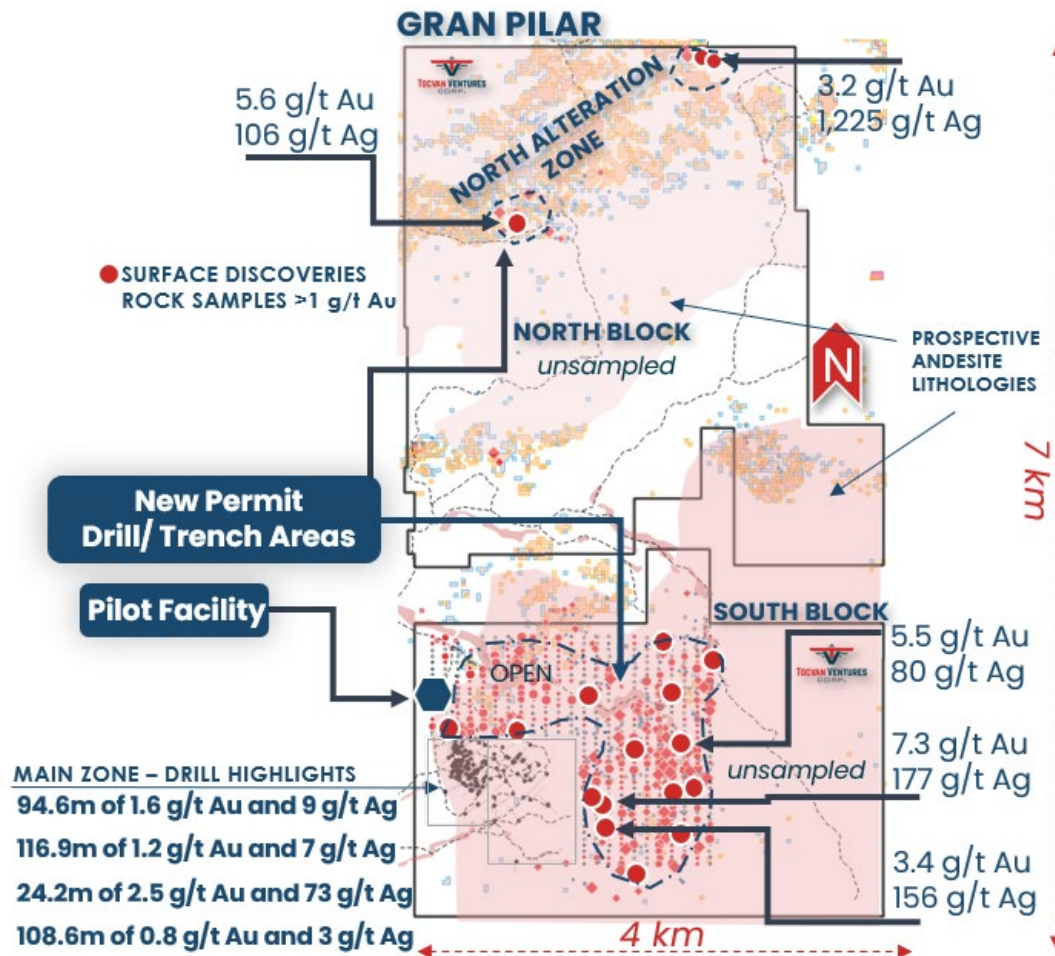 GRAN PILAR
TOCVAN VENTURES
CORP.
5.6 g/t Au
106 g/t Ag
NORTH ALTERATION
ZONE
3.2 g/t Au
1,225 g/t Ag
SURFACE DISCOVERIES
ROCK SAMPLES >1 g/t Au
NORTH BLOCK
unsampled
PROSPECTIVE
ANDESITE
LITHOLOGIES
N
7 km
New Permit
Drill/ Trench Areas
Pilot Facility
SOUTH BLOCK
TOCVAN VENTURES
CORP.
OPEN
5.5 g/t Au
80 g/t Ag
unsampled
7.3 g/t Au
177 g/t Ag
3.4 g/t Au
156 g/t Ag
MAIN ZONE – DRILL HIGHLIGHTS
94.6m of 1.6 g/t Au and 9 g/t Ag
116.9m of 1.2 g/t Au and 7 g/t Ag
24.2m of 2.5 g/t Au and 73 g/t Ag
108.6m of 0.8 g/t Au and 3 g/t Ag
4 km